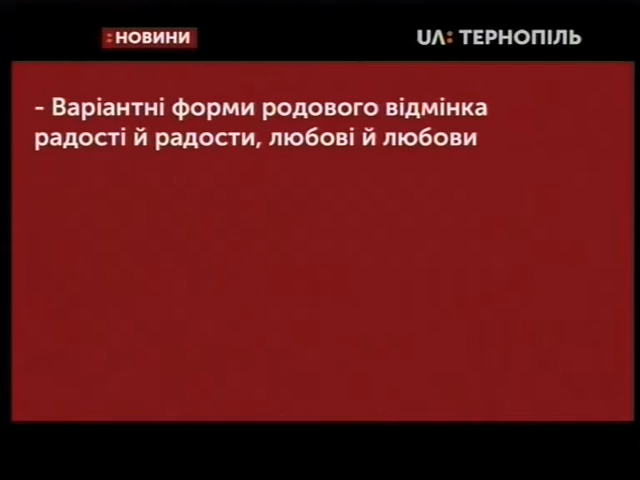 :НОВИНИ
UA: ТЕРНОПІЛЬ
- Варіантні форми родового відмінка
радості й радости, любові й любови